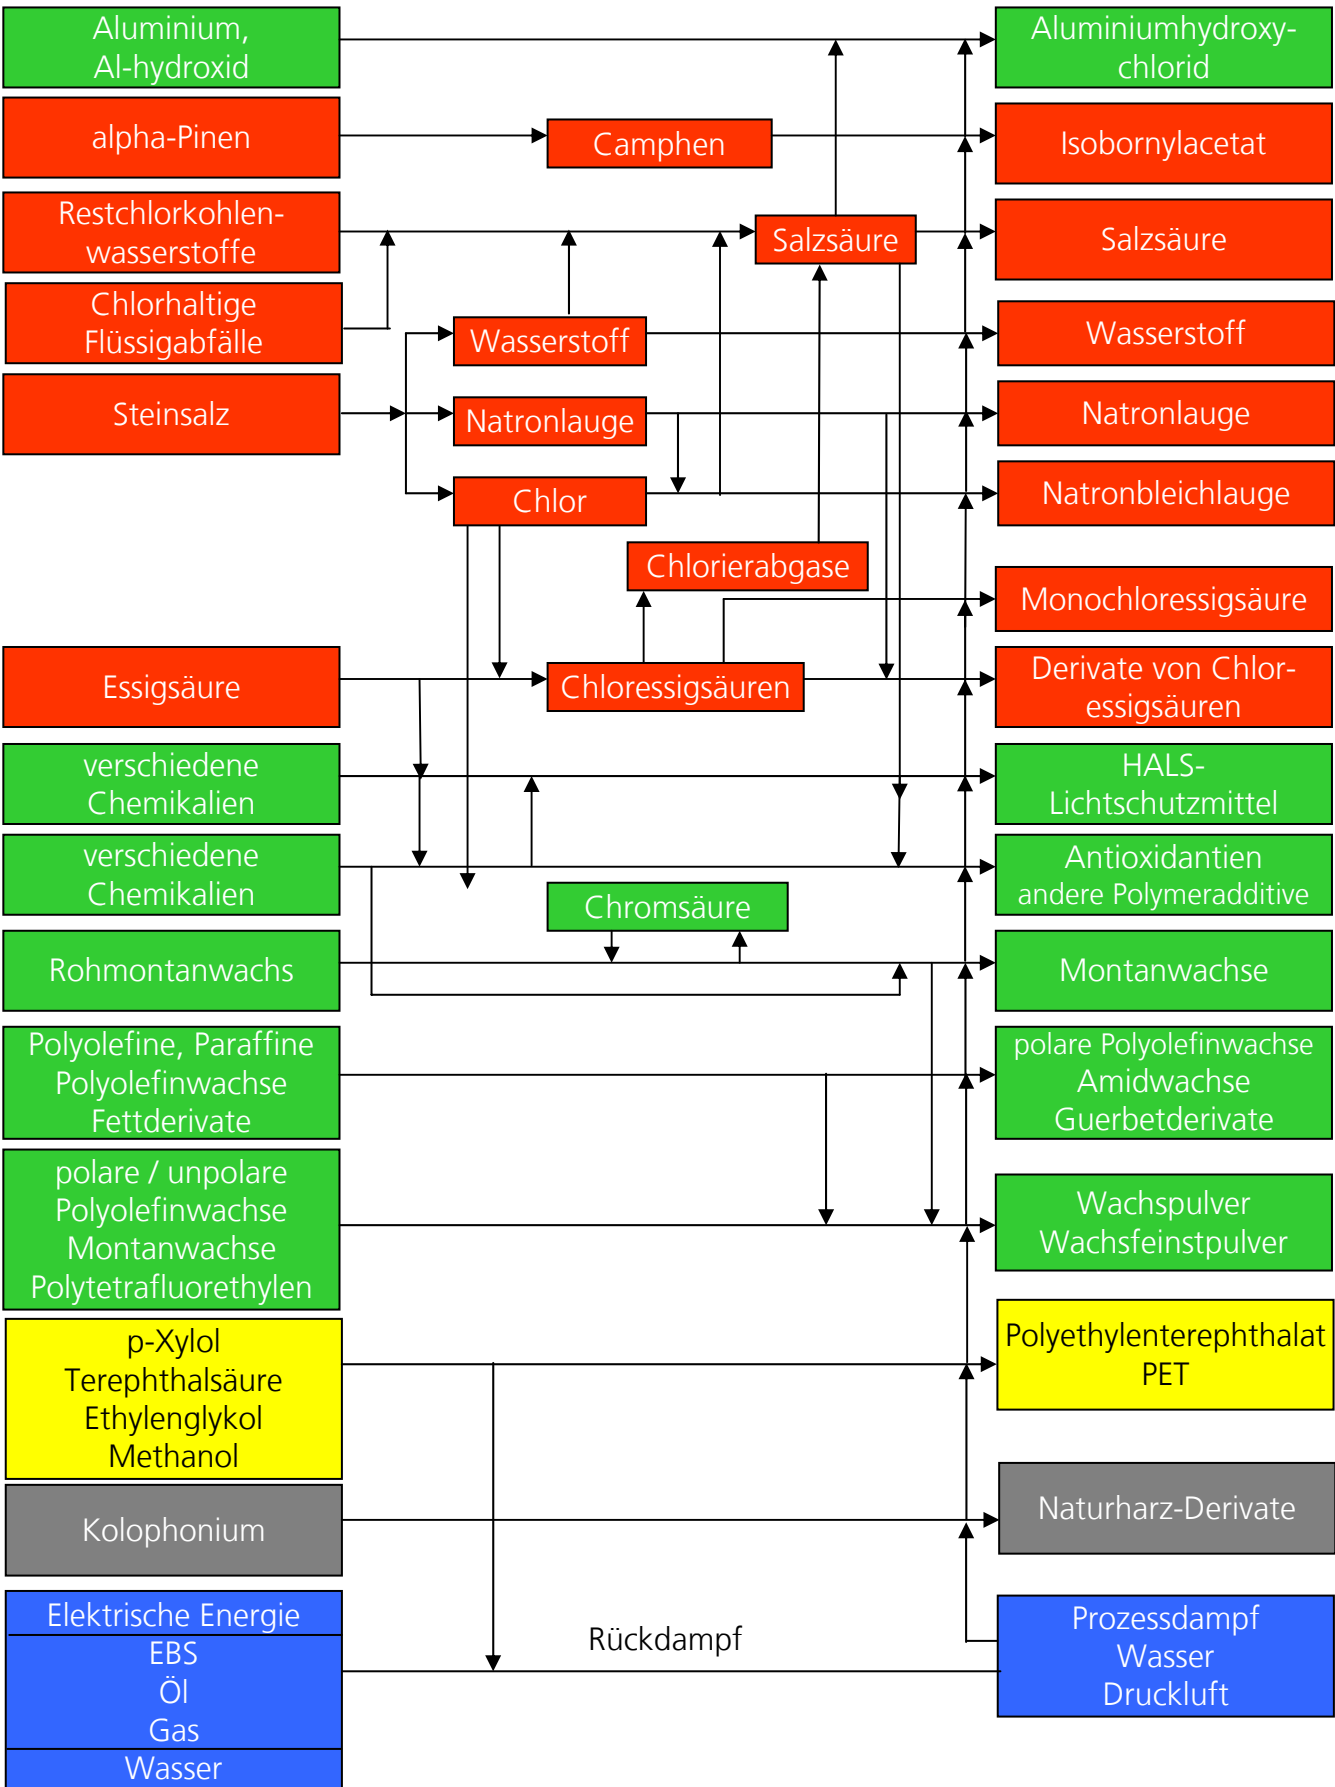 Aluminium,
Al-hydroxid
Aluminiumhydroxy-
chlorid
alpha-Pinen
Camphen
Isobornylacetat
Restchlorkohlen-
wasserstoffe
Salzsäure
Salzsäure
Chlorhaltige
Flüssigabfälle
Wasserstoff
Wasserstoff
Steinsalz
Natronlauge
Natronlauge
Chlor
Natronbleichlauge
Chlorierabgase
Monochloressigsäure
Essigsäure
Chloressigsäuren
Derivate von Chlor-
essigsäuren
verschiedene
Chemikalien
HALS-
Lichtschutzmittel
verschiedene
Chemikalien
Antioxidantien
andere Polymeradditive
Chromsäure
Rohmontanwachs
Montanwachse
Polyolefine, Paraffine
Polyolefinwachse
Fettderivate
polare Polyolefinwachse
Amidwachse
Guerbetderivate
polare / unpolare
Polyolefinwachse
Montanwachse
Polytetrafluorethylen
Wachspulver
Wachsfeinstpulver
p-Xylol
Terephthalsäure
Ethylenglykol
Methanol
Polyethylenterephthalat
PET
Kolophonium
Naturharz-Derivate
Elektrische Energie
EBS
Öl
Gas
Wasser
Rückdampf
Prozessdampf
Wasser
Druckluft